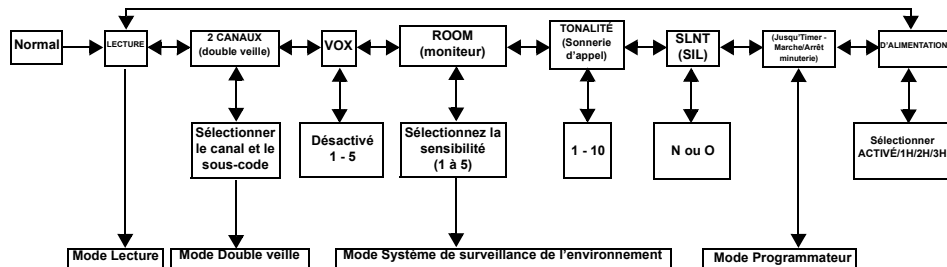 Normal
LECTURE
2 CANAUX
(double veille)
VOX
ROOM
(moniteur)
TONALITÉ
(Sonnerie
d'appel)
SLNT
(SIL)
(Jusqu'Timer -
Marche/Arrêt
minuterie)
D'ALIMENTATION
Sélectionner
le canal et le
sous-code
Désactivé
1 - 5
Sélectionnez la
sensibilité
(1 à 5)
1 - 10
N ou O
Sélectionner
ACTIVÉ/1H/2H/3H
Mode Lecture
Mode Double veille
Mode Système de surveillance de l'environnement
Mode Programmateur